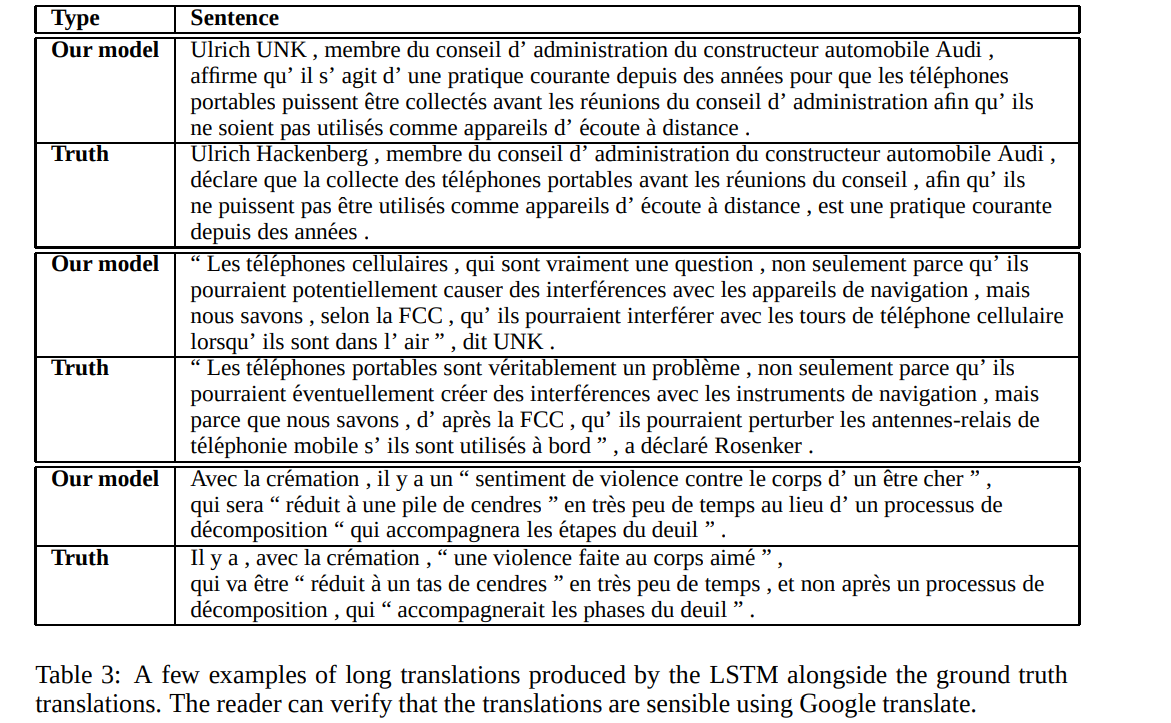 Type Sentence
Our model Ulrich UNK , membre du conseil d’ administration du constructeur automobile Audi ,
affirme qu’ il s’ agit d’ une pratique courante depuis des années pour que les téléphones
portables puissent être collectés avant les réunions du conseil d’ administration afin qu’ ils
ne soient pas utilisés comme appareils d’ écoute à distance .
Truth Ulrich Hackenberg , membre du conseil d’ administration du constructeur automobile Audi ,
déclare que la collecte des téléphones portables avant les réunions du conseil , afin qu’ ils
ne puissent pas être utilisés comme appareils d’ écoute à distance , est une pratique courante
depuis des années .
Our model “ Les téléphones cellulaires , qui sont vraiment une question , non seulement parce qu’ ils
pourraient potentiellement causer des interférences avec les appareils de navigation , mais
nous savons , selon la FCC , qu’ ils pourraient interférer avec les tours de téléphone cellulaire
lorsqu’ ils sont dans l’ air ” , dit UNK .
Truth “ Les téléphones portables sont véritablement un problème , non seulement parce qu’ ils
pourraient éventuellement créer des interférences avec les instruments de navigation , mais
parce que nous savons , d’ après la FCC , qu’ ils pourraient perturber les antennes-relais de
téléphonie mobile s’ ils sont utilisés à bord ” , a déclaré Rosenker .
Our model Avec la crémation , il y a un “ sentiment de violence contre le corps d’ un être cher ” ,
qui sera “ réduit à une pile de cendres ” en très peu de temps au lieu d’ un processus de
décomposition “ qui accompagnera les étapes du deuil ” .
Truth Il y a , avec la crémation , “ une violence faite au corps aimé ” ,
qui va être “ réduit à un tas de cendres ” en très peu de temps , et non après un processus de
décomposition , qui “ accompagnerait les phases du deuil ” .
Table 3: A few examples of long translations produced by the LSTM alongside the ground truth
translations. The reader can verify that the translations are sensible using Google translate.